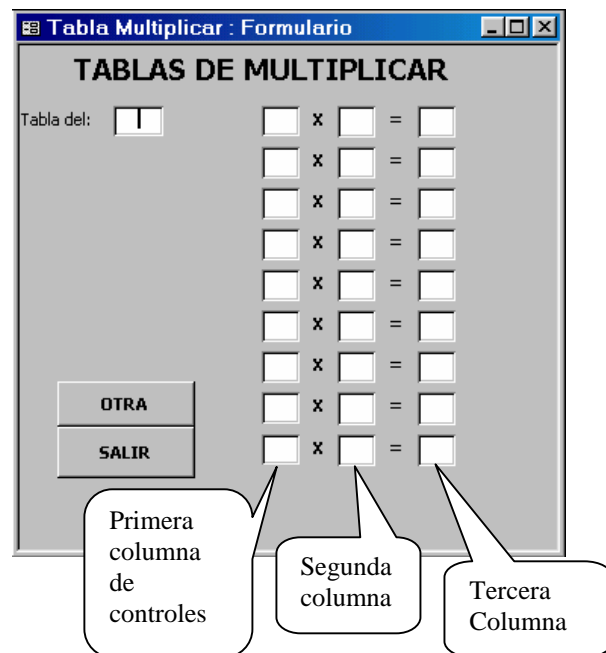 Tabla Multiplicar : Formulario
TABLAS DE MULTIPLICAR
Tabla del:
x =
x =
x =
x =
x =
x =
x =
x =
x =
OTRA
SALIR
Primera
columna
de
controles
Segunda
columna
Tercera
Columna